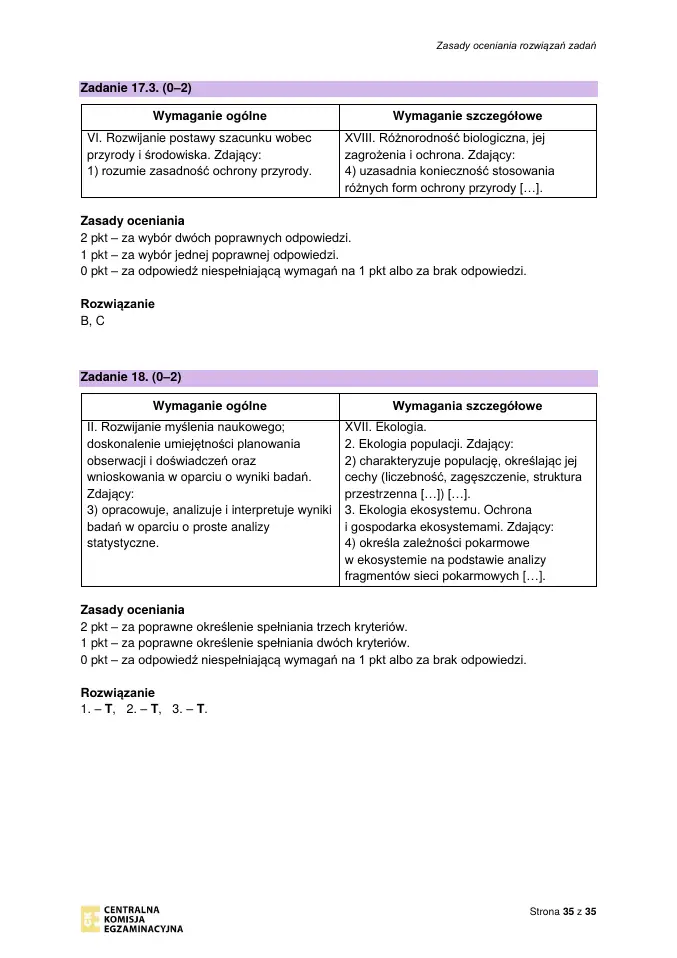 Zasady oceniania rozwiązań zadań
Zadanie 17.3. (0–2)
Wymaganie ogólne
Wymaganie szczegółowe
VI. Rozwijanie postawy szacunku wobec
przyrody i środowiska. Zdający:
1) rozumie zasadność ochrony przyrody.
XVIII. Różnorodność biologiczna, jej
zagrożenia i ochrona. Zdający:
4) uzasadnia konieczność stosowania
różnych form ochrony przyrody […].
Zasady oceniania
2 pkt – za wybór dwóch poprawnych odpowiedzi.
1 pkt – za wybór jednej poprawnej odpowiedzi.
0 pkt – za odpowiedź niespełniającą wymagań na 1 pkt albo za brak odpowiedzi.
Rozwiązanie
B, C
Zadanie 18. (0–2)
Wymaganie ogólne
Wymagania szczegółowe
II. Rozwijanie myślenia naukowego;
doskonalenie umiejętności planowania
obserwacji i doświadczeń oraz
wnioskowania w oparciu o wyniki badań.
Zdający:
3) opracowuje, analizuje i interpretuje wyniki
badań w oparciu o proste analizy
statystyczne.
XVII. Ekologia.
2. Ekologia populacji. Zdający:
2) charakteryzuje populację, określając jej
cechy (liczebność, zagęszczenie, struktura
przestrzenna […]) […].
3. Ekologia ekosystemu. Ochrona
i gospodarka ekosystemami. Zdający:
4) określa zależności pokarmowe
w ekosystemie na podstawie analizy
fragmentów sieci pokarmowych […].
Zasady oceniania
2 pkt – za poprawne określenie spełniania trzech kryteriów.
1 pkt – za poprawne określenie spełniania dwóch kryteriów.
0 pkt – za odpowiedź niespełniającą wymagań na 1 pkt albo za brak odpowiedzi.
Rozwiązanie
1. – T, 2. – T, 3. – T.
CKE
CENTRALNA
KOMISJA
EGZAMINACYJNA
Strona 35 z 35